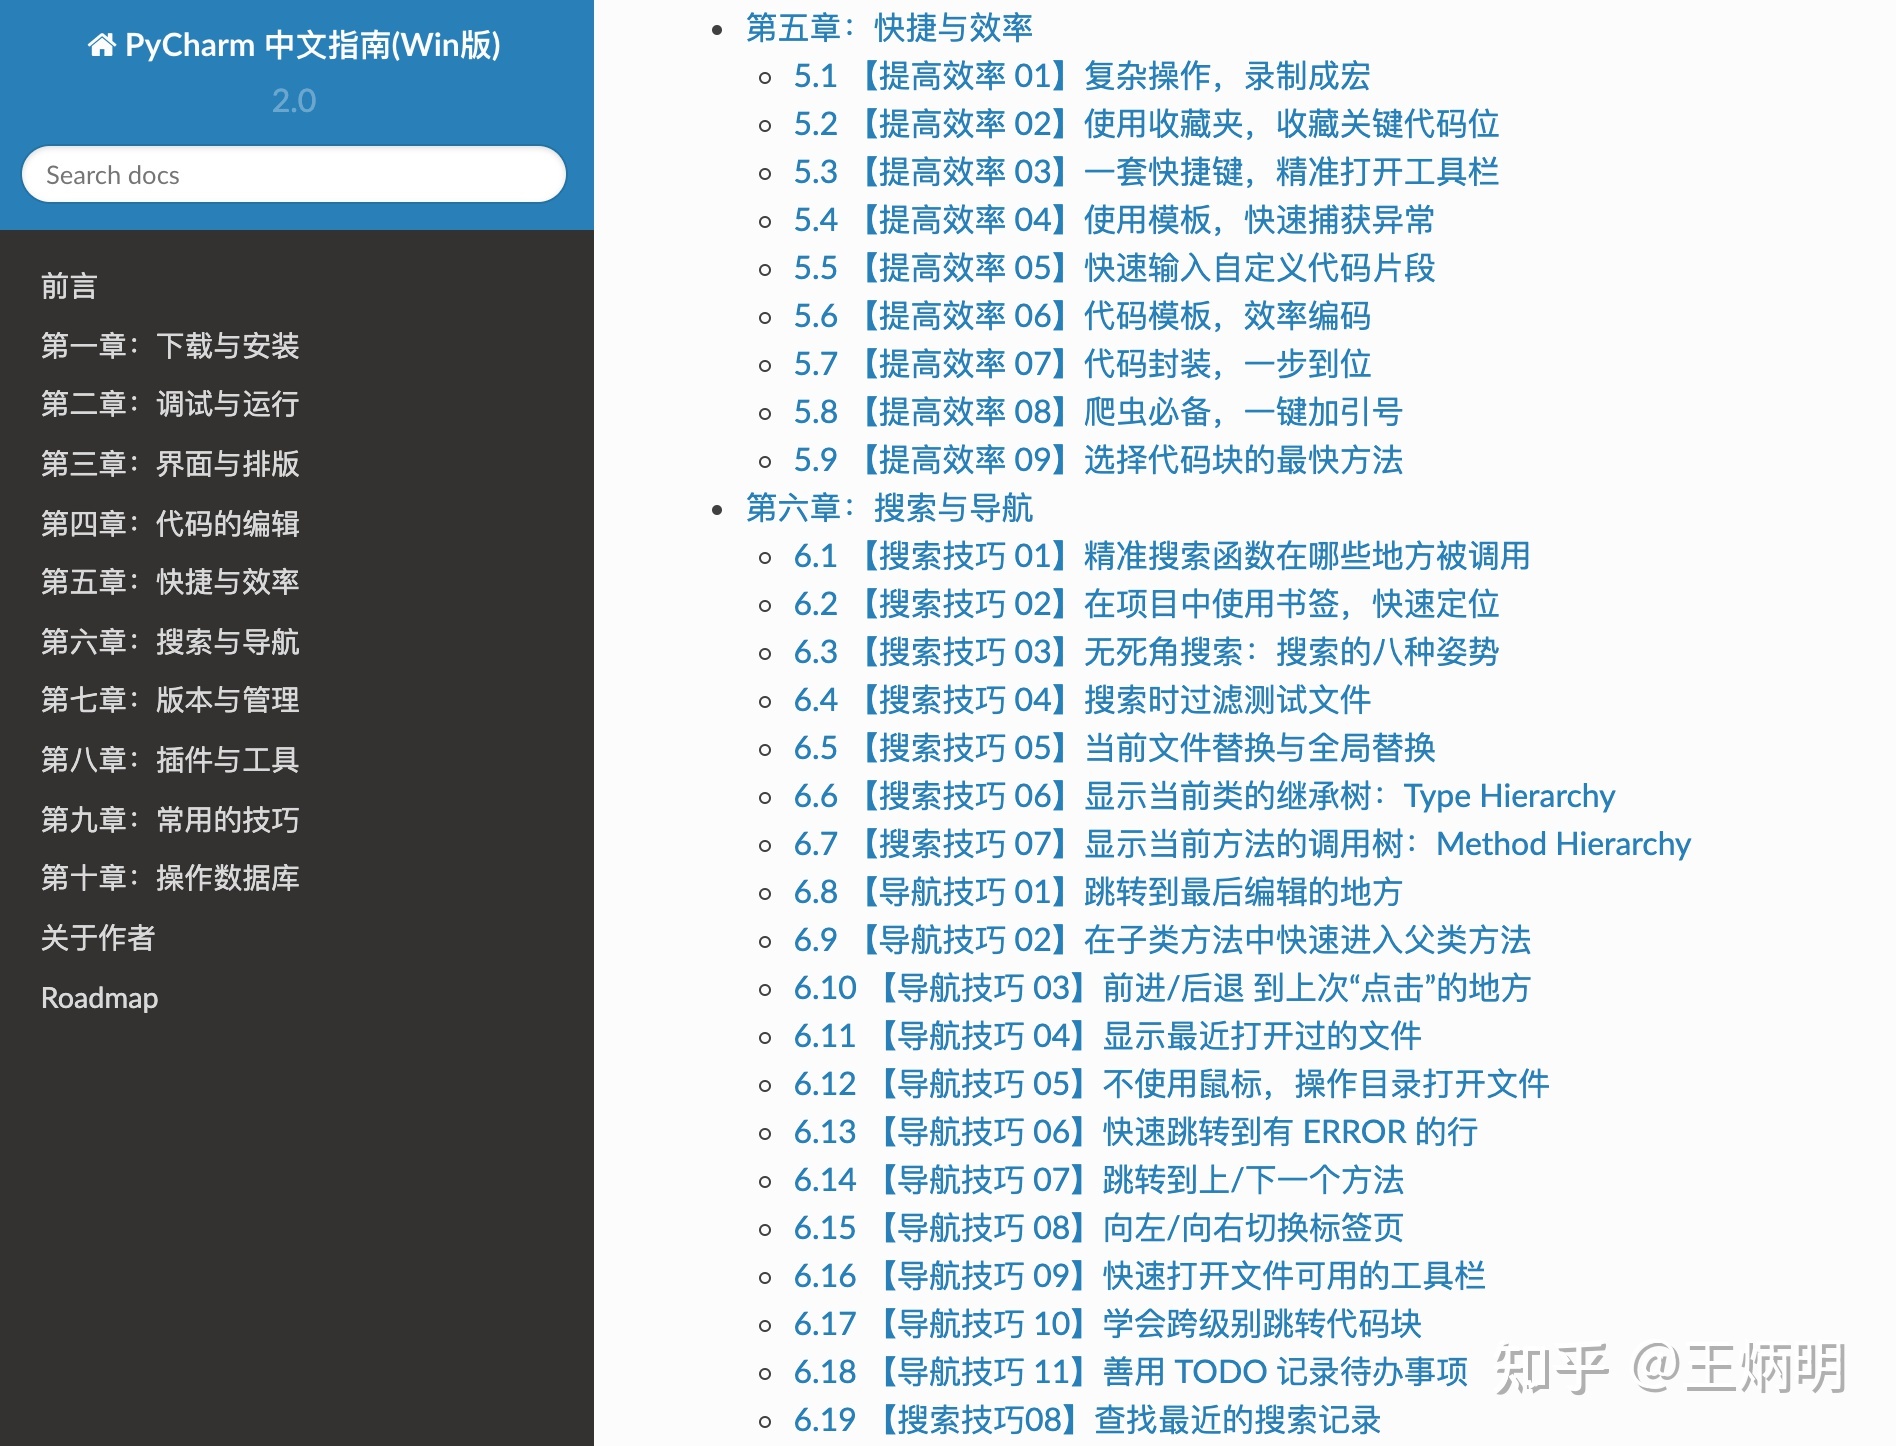 PyCharm 中文指南(Win版)
2.0
Search docs
前言
第一章：下载与安装
第二章：调试与运行
第三章：界面与排版
第四章：代码的编辑
第五章：快捷与效率
第六章：搜索与导航
第七章：版本与管理
第八章：插件与工具
第九章：常用的技巧
第十章：操作数据库
关于作者
Roadmap
第五章：快捷与效率
5.1 【提高效率 01】复杂操作，录制成宏
5.2 【提高效率 02】使用收藏夹，收藏关键代码位
5.3 【提高效率 03】一套快捷键，精准打开工具栏
5.4 【提高效率 04】使用模板，快速捕获异常
5.5 【提高效率 05】快速输入自定义代码片段
5.6 【提高效率 06】代码模板，效率编码
5.7 【提高效率 07】代码封装，一步到位
5.8 【提高效率 08】爬虫必备，一键加引号
5.9 【提高效率 09】选择代码块的最快方法
第六章：搜索与导航
6.1 【搜索技巧 01】精准搜索函数在哪些地方被调用
6.2 【搜索技巧 02】在项目中使用书签，快速定位
6.3 【搜索技巧 03】无死角搜索：搜索的八种姿势
6.4 【搜索技巧 04】搜索时过滤测试文件
6.5 【搜索技巧 05】当前文件替换与全局替换
6.6 【搜索技巧 06】显示当前类的继承树：Type Hierarchy
6.7 【搜索技巧 07】显示当前方法的调用树：Method Hierarchy
6.8 【导航技巧 01】跳转到最后编辑的地方
6.9 【导航技巧 02】在子类方法中快速进入父类方法
6.10 【导航技巧 03】前进/后退 到上次“点击”的地方
6.11 【导航技巧 04】显示最近打开过的文件
6.12 【导航技巧 05】不使用鼠标，操作目录打开文件
6.13 【导航技巧 06】快速跳转到有 ERROR 的行
6.14 【导航技巧 07】跳转到上/下一个方法
6.15 【导航技巧 08】向左/向右切换标签页
6.16 【导航技巧 09】快速打开文件可用的工具栏
6.17 【导航技巧 10】学会跨级别跳转代码块
6.18 【导航技巧 11】善用 TODO 记录待办事项
6.19 【搜索技巧08】查找最近的搜索记录
知乎 @王炳明